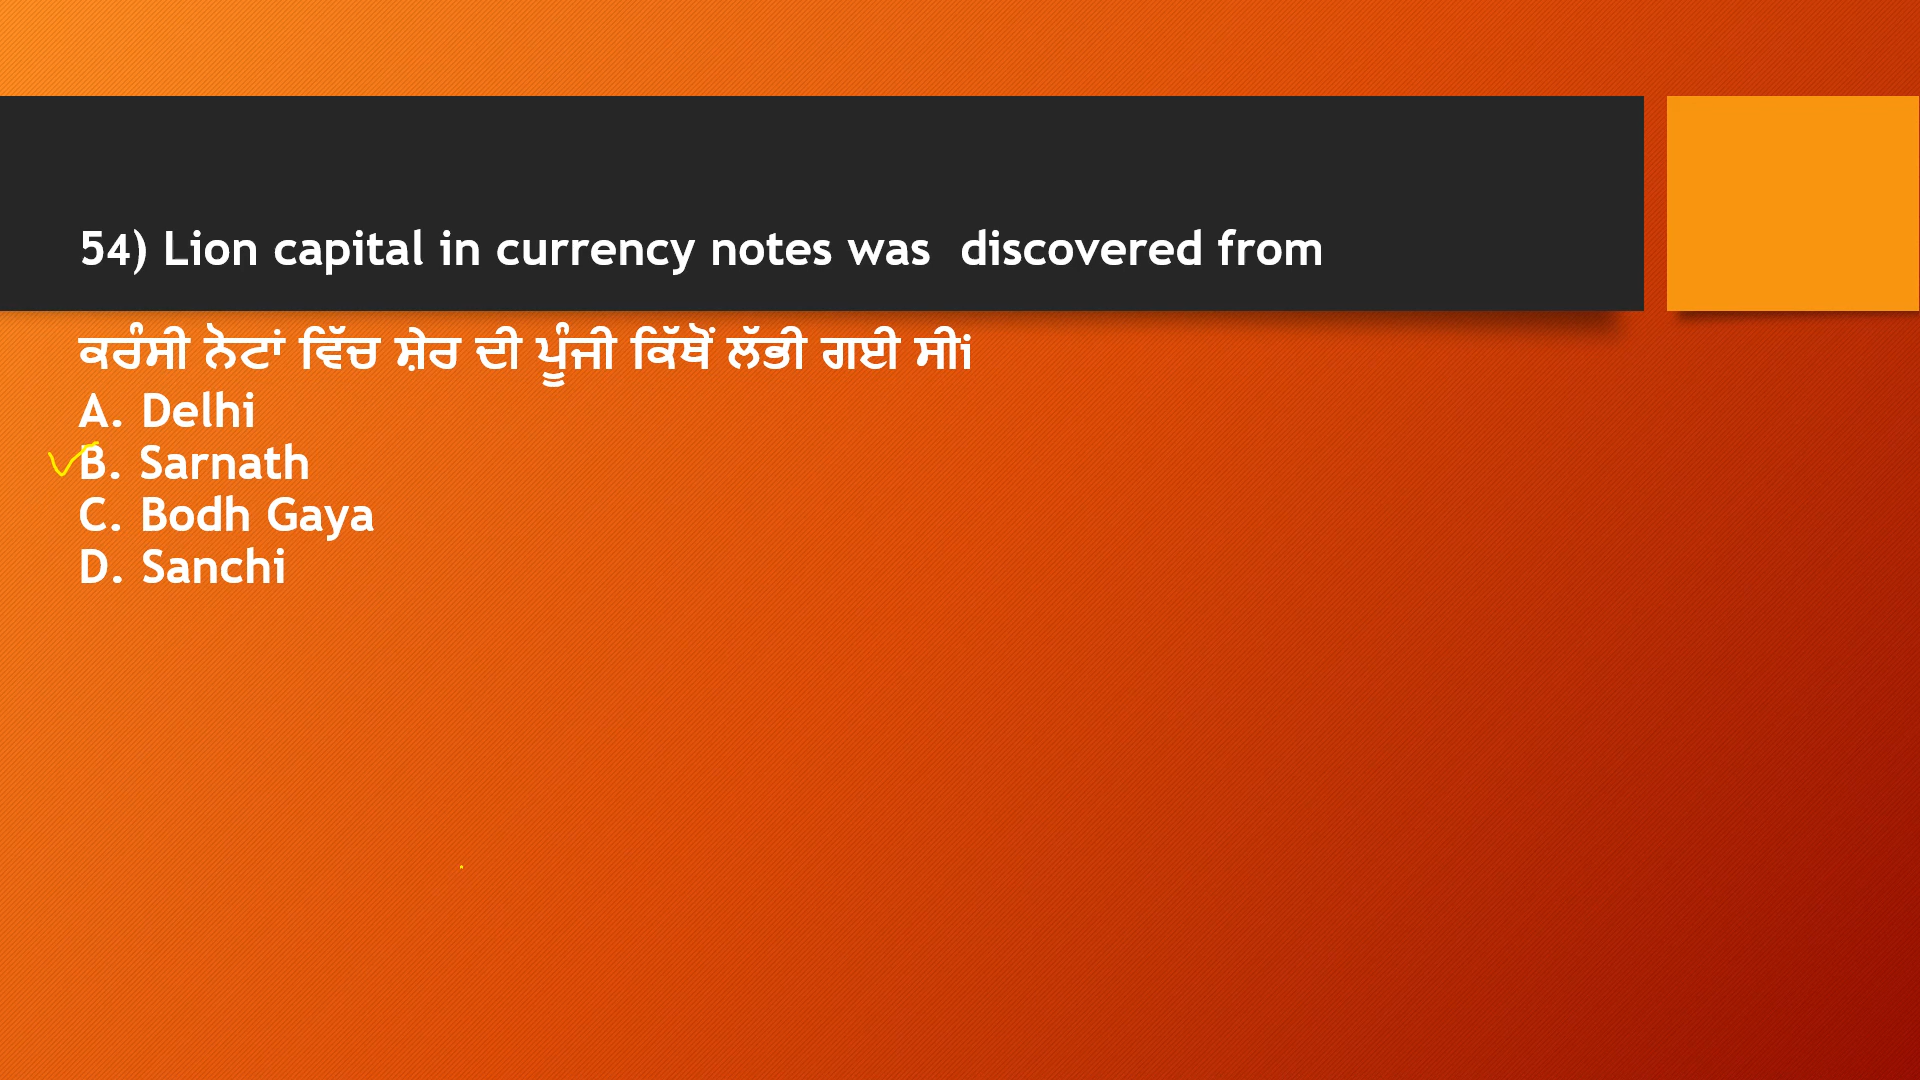 54) Lion capital in currency notes was  discovered from
ਕਰੰਸੀ ਨੋਟਾਂ ਵਿੱਚ ਸ਼ੇਰ ਦੀ ਪੂੰਜੀ ਕਿੱਥੋਂ ਲੱਭੀ ਗਈ ਸੀi
A. Delhi
B. Sarnath
C. Bodh Gaya
D. Sanchi